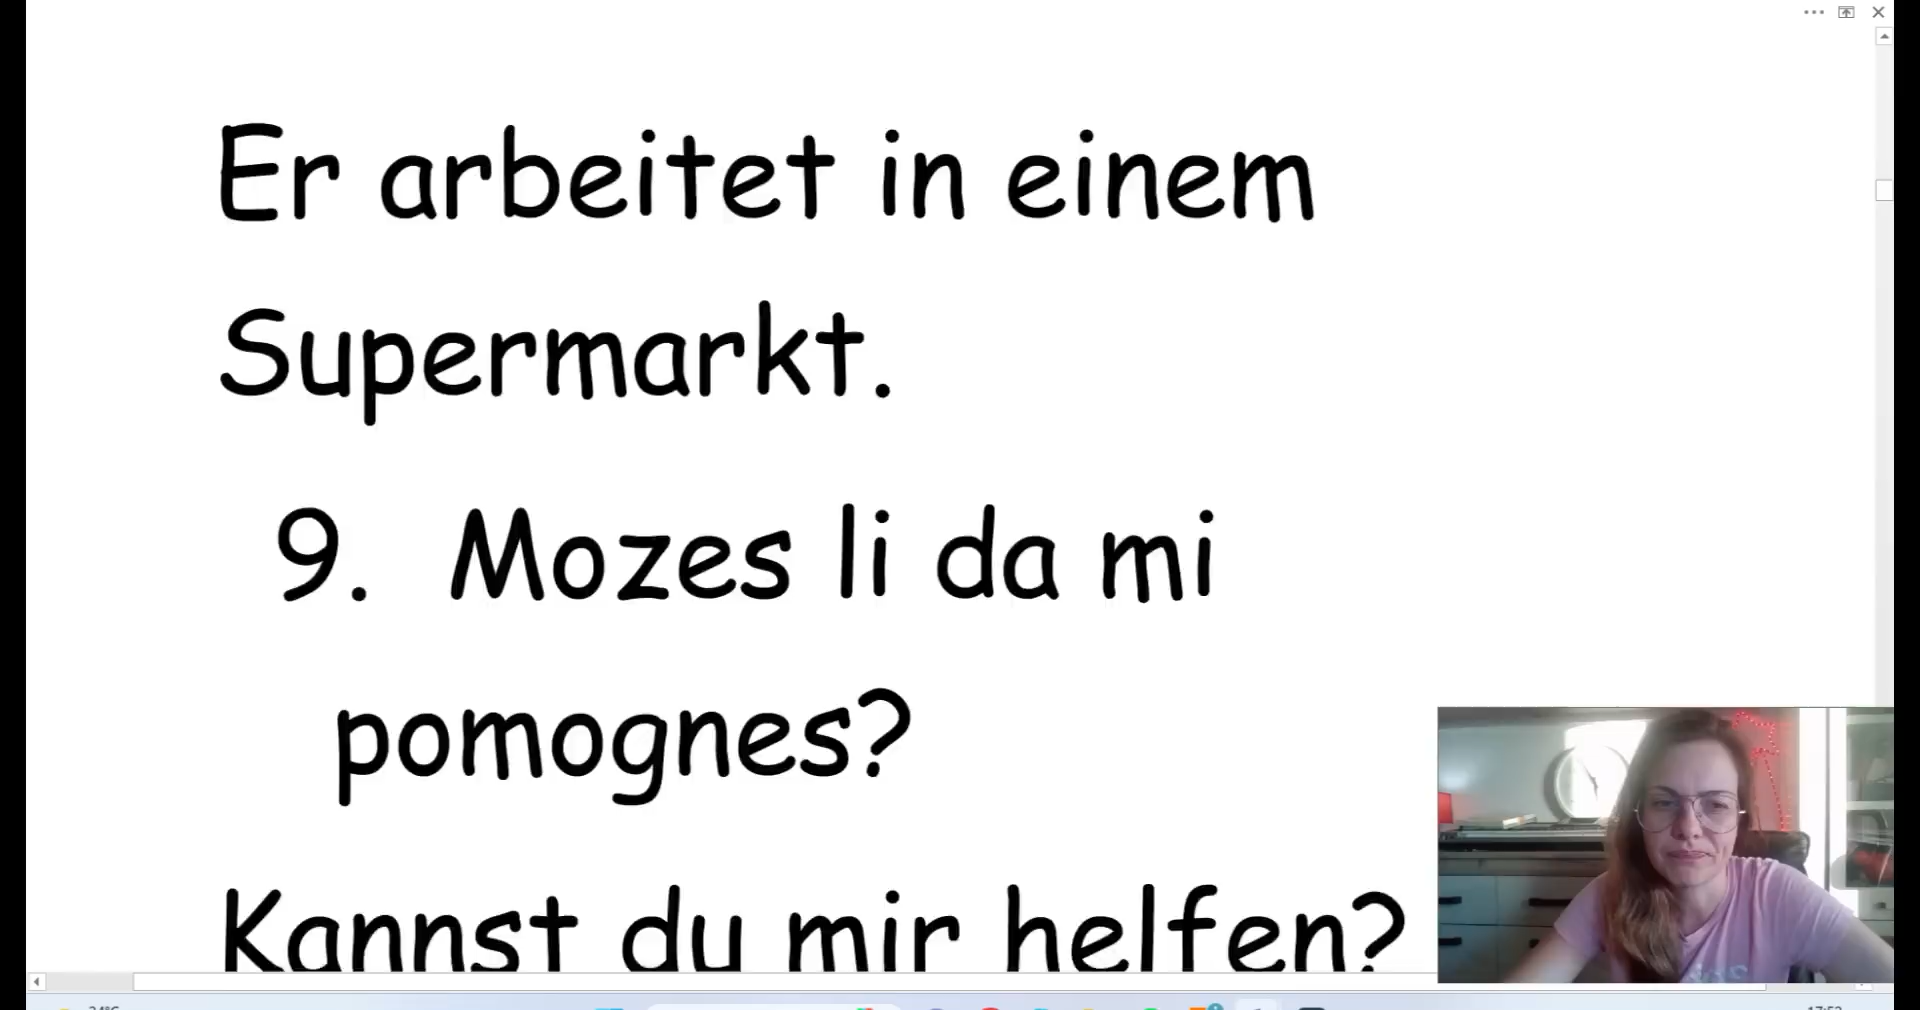 Er arbeitet in einem
Supermarkt.
9. Mozes li da mi
pomognes?
Kannst du mir helfen?